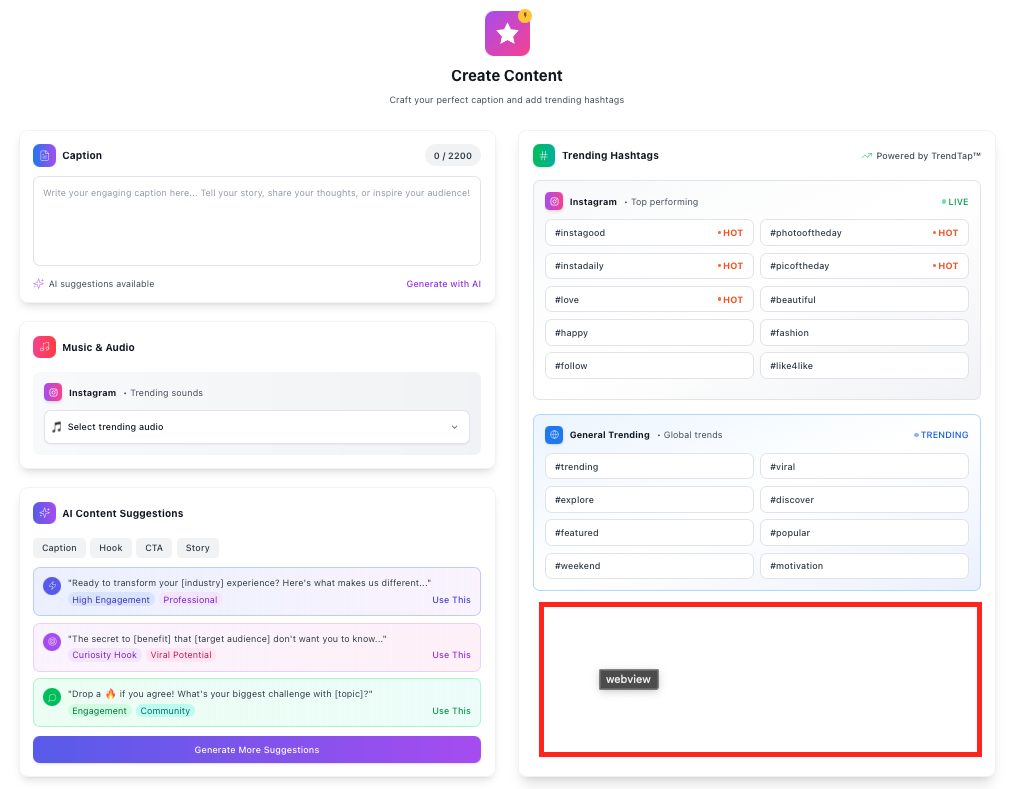 Create Content
Craft your perfect caption and add trending hashtags
Caption
0 / 2200
Write your engaging caption here... Tell your story, share your thoughts, or inspire your audience!
AI suggestions available
Generate with AI
Music & Audio
Instagram • Trending sounds
Select trending audio
AI Content Suggestions
Caption Hook CTA Story
"Ready to transform your [industry] experience? Here's what makes us different..."
High Engagement Professional Use This
"The secret to [benefit] that [target audience] don't want you to know..."
Curiosity Hook Viral Potential Use This
"Drop a 🔥 if you agree! What's your biggest challenge with [topic]?"
Engagement Community Use This
Generate More Suggestions
# Trending Hashtags
Powered by TrendTap™
Instagram • Top performing
LIVE
#instagood HOT
#photooftheday HOT
#instadaily HOT
#picoftheday HOT
#love HOT
#beautiful
#happy
#fashion
#follow
#like4like
General Trending • Global trends
TRENDING
#trending
#viral
#explore
#discover
#featured
#popular
#weekend
#motivation
webview